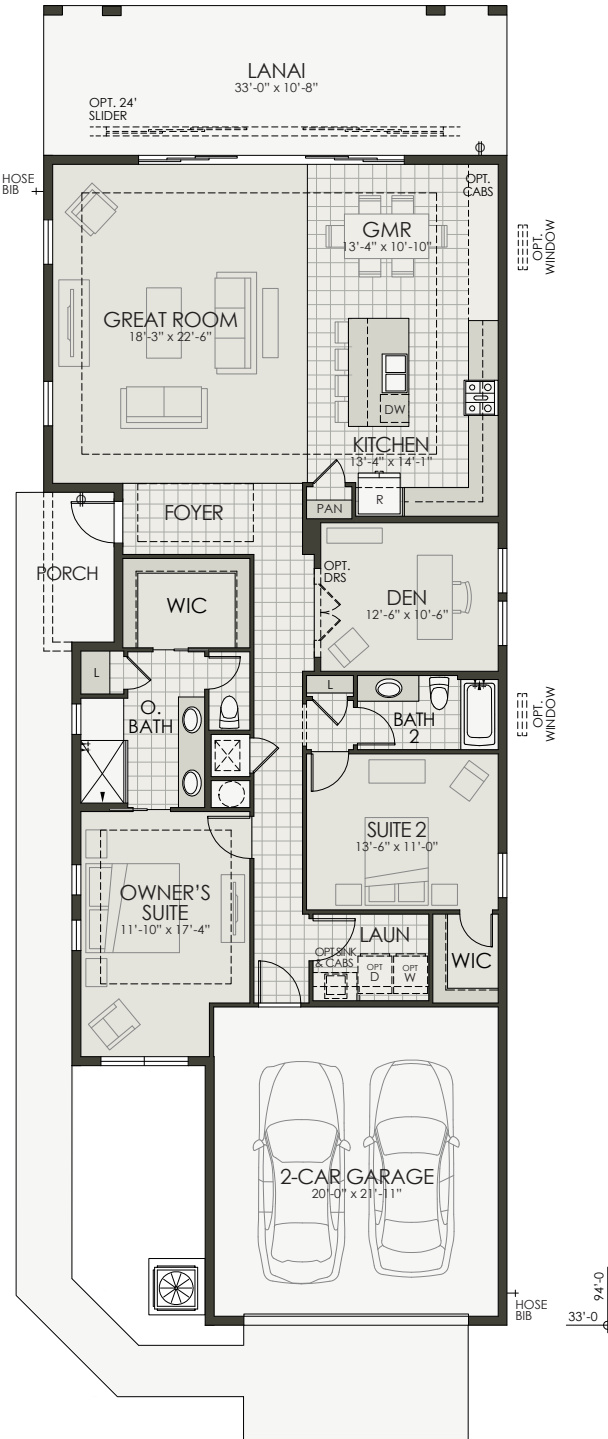 LANAI
33'-0" x 10'-8"
OPT. 24'
SLIDER
HOSE
BIB
OPT.
CABS
GMR
13'-4" x 10'-10"
OPT.
WINDOW
GREAT ROOM
18'-3" x 22'-6"
DW
KITCHEN
13'-4" x 14'-1"
R
PAN
FOYER
PORCH
OPT.
DRS
DEN
12'-6" x 10'-6"
WIC
L
O.
BATH
L
BATH
2
OPT.
WINDOW
SUITE 2
13'-6" x 11'-0"
OWNER'S
SUITE
11'-10" x 17'-4"
LAUN
OPT SINK
& CABS
OPT
D
OPT
W
WIC
2-CAR GARAGE
20'-0" x 21'-11"
HOSE
BIB
94'-0
33'-0